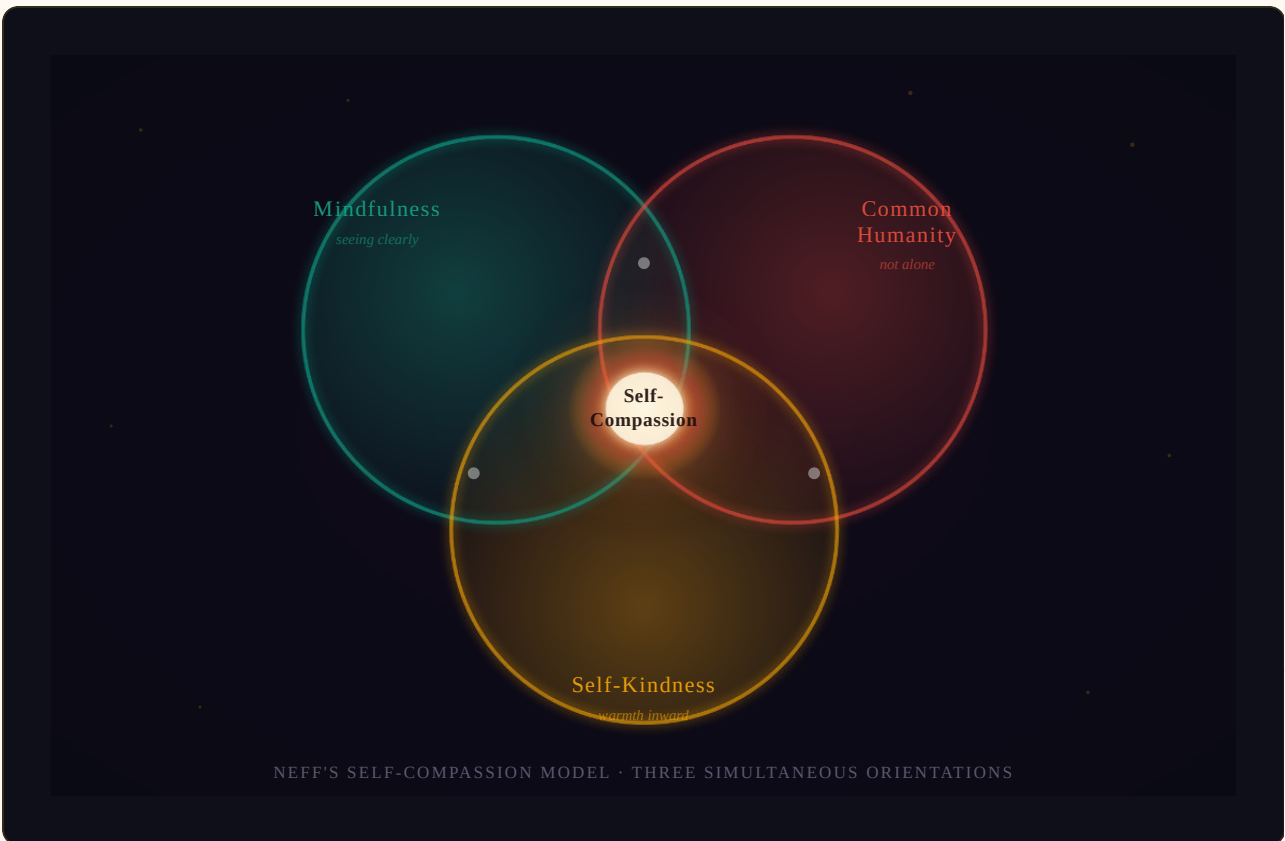 Mindfulness
seeing clearly
Common
Humanity
not alone
Self-
Compassion
Self-Kindness
warmth inward
NEFF'S SELF-COMPASSION MODEL · THREE SIMULTANEOUS ORIENTATIONS